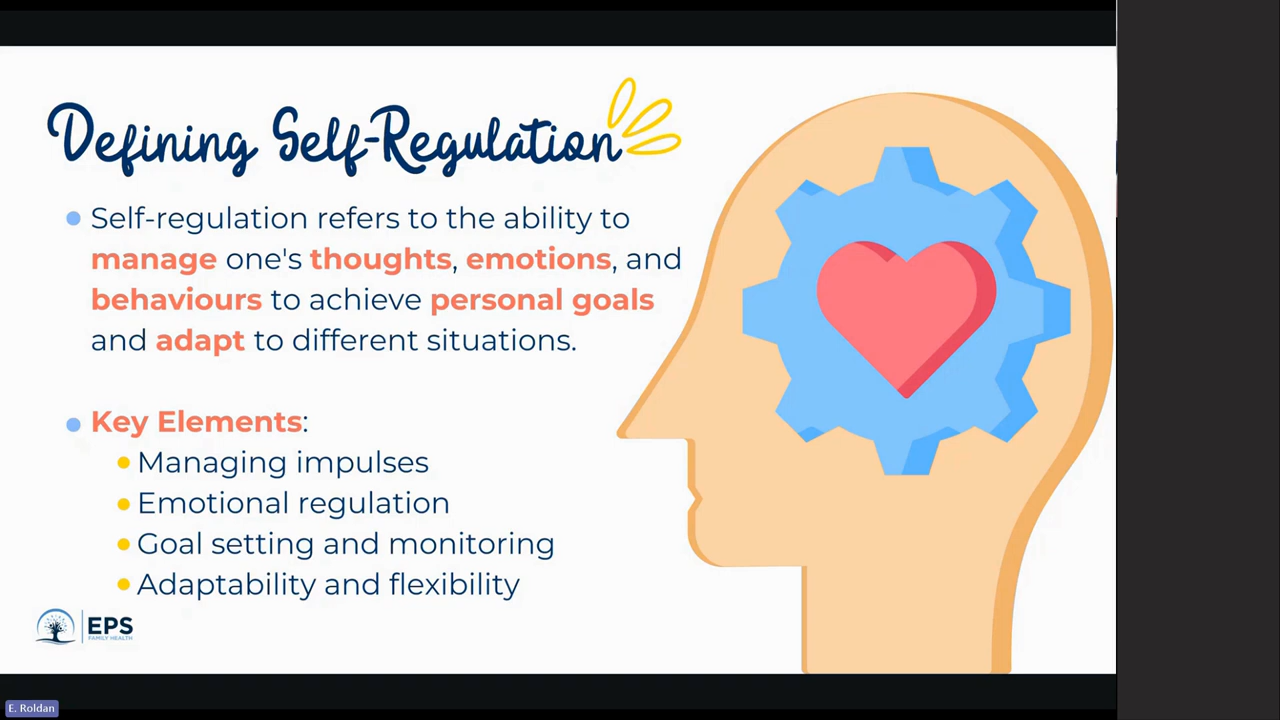 Defining Self-Regulation
Self-regulation refers to the ability to
manage one's thoughts, emotions, and
behaviours to achieve personal goals
and adapt to different situations.
Key Elements:
Managing impulses
Emotional regulation
Goal setting and monitoring
Adaptability and flexibility
EPS
FAMILY HEALTH
E. Roldan